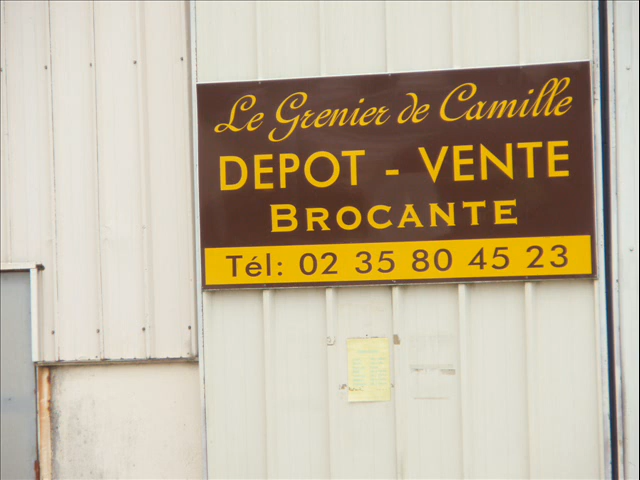 Le Grenier de Camille
DEPOT - VENTE
BROCANTE
Tél: 02 35 80 45 23